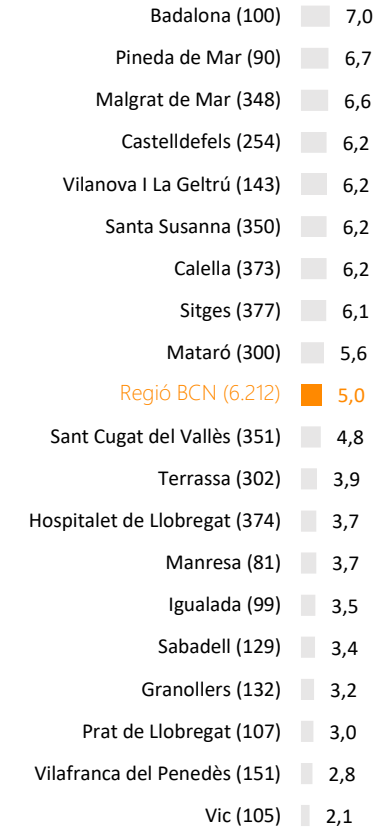 Badalona (100) 7,0
Pineda de Mar (90) 6,7
Malgrat de Mar (348) 6,6
Castelldefels (254) 6,2
Vilanova I La Geltrú (143) 6,2
Santa Susanna (350) 6,2
Calella (373) 6,2
Sitges (377) 6,1
Mataró (300) 5,6
Regió BCN (6.212) 5,0
Sant Cugat del Vallès (351) 4,8
Terrassa (302) 3,9
Hospitalet de Llobregat (374) 3,7
Manresa (81) 3,7
Igualada (99) 3,5
Sabadell (129) 3,4
Granollers (132) 3,2
Prat de Llobregat (107) 3,0
Vilafranca del Penedès (151) 2,8
Vic (105) 2,1